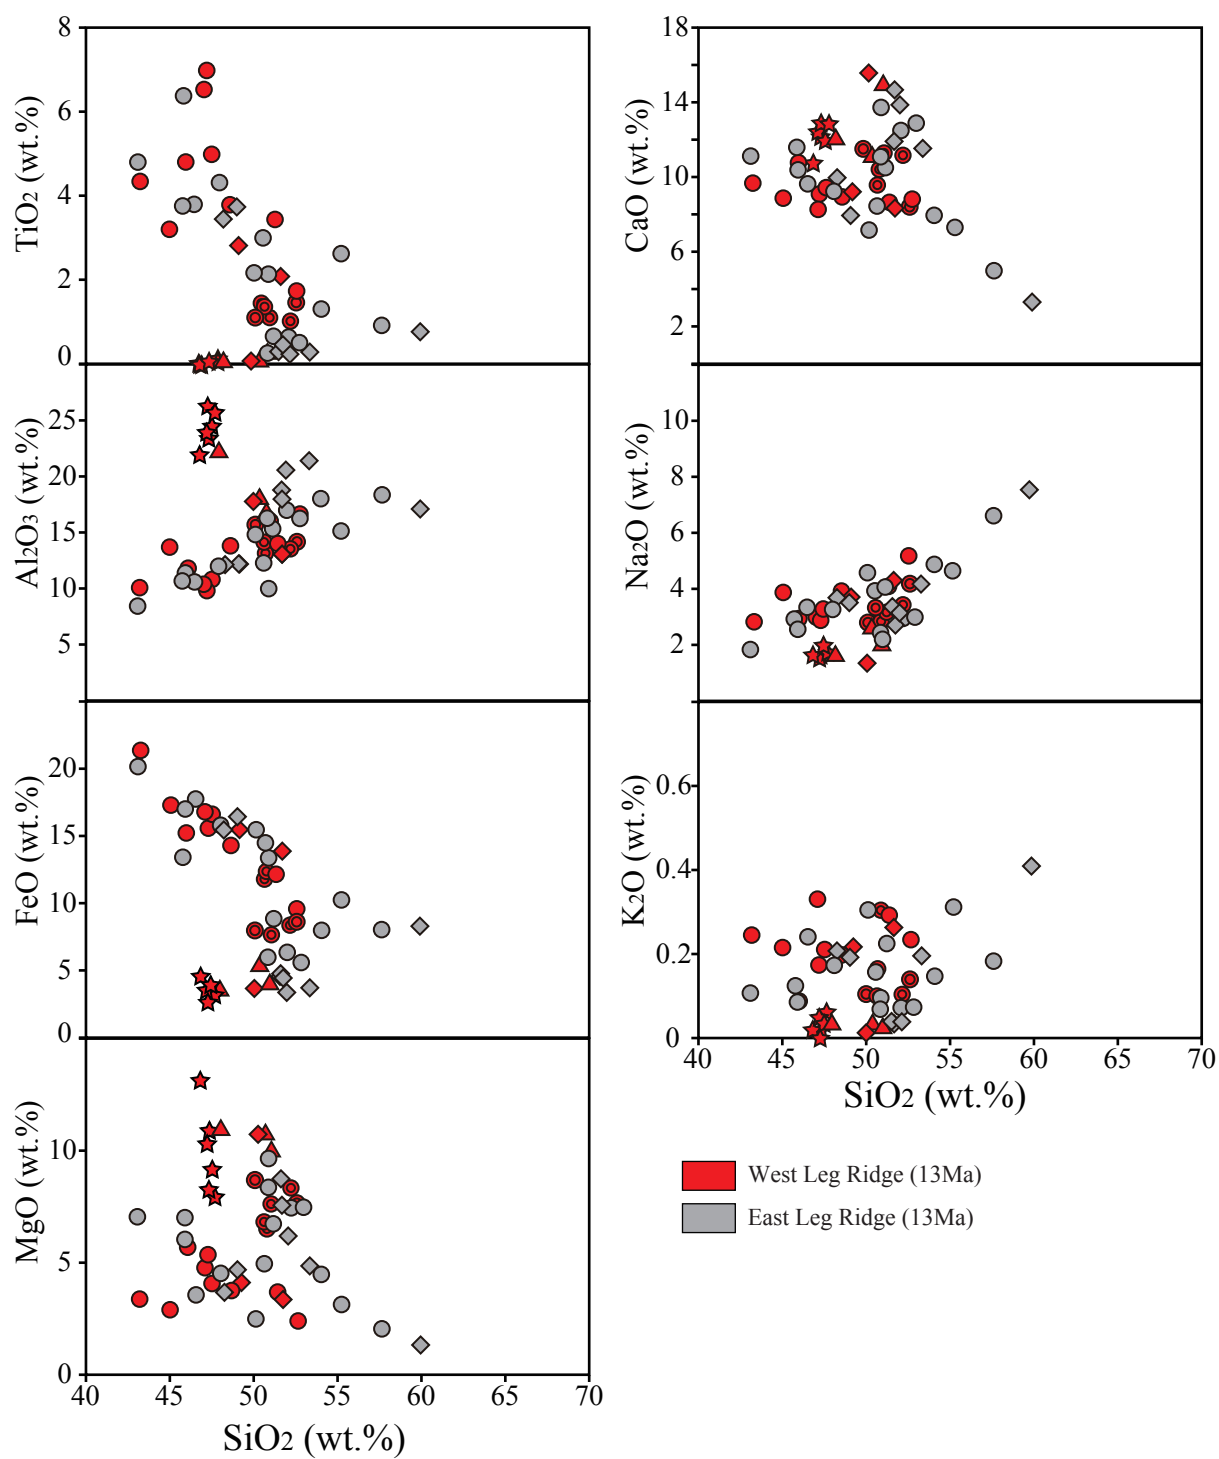 8
6
4
2
0
TiO2 (wt.%)
25
20
15
10
5
Al2O3 (wt.%)
20
15
10
5
0
FeO (wt.%)
10
5
0
MgO (wt.%)
40 45 50 55 60 65 70
SiO2 (wt.%)
18
14
10
6
2
CaO (wt.%)
10
8
6
4
2
Na2O (wt.%)
0.6
0.4
0.2
0
K2O (wt.%)
40 45 50 55 60 65 70
SiO2 (wt.%)
West Leg Ridge (13Ma)
East Leg Ridge (13Ma)